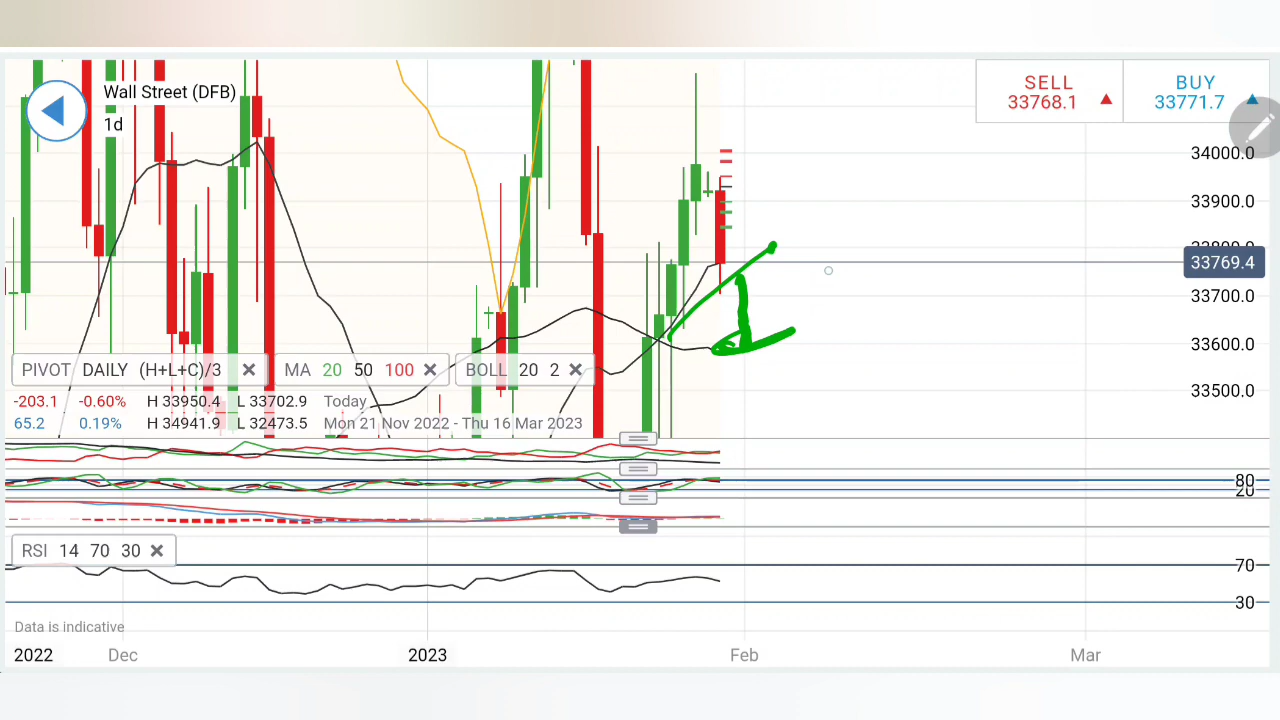 Wall Street (DFB)
1d
SELL
33768.1
BUY
33771.7
34000.0
33900.0
33769.4
33700.0
33600.0
33500.0
PIVOT DAILY (H+L+C)/3
MA 20 50 100
BOLL 20 2
-203.1 -0.60% H 33950.4 L 33702.9 Today
65.2 0.19% H 34941.9 L 32473.5 Mon 21 Nov 2022 - Thu 16 Mar 2023
80
20
RSI 14 70 30
70
30
Data is indicative
2022 Dec 2023 Feb Mar